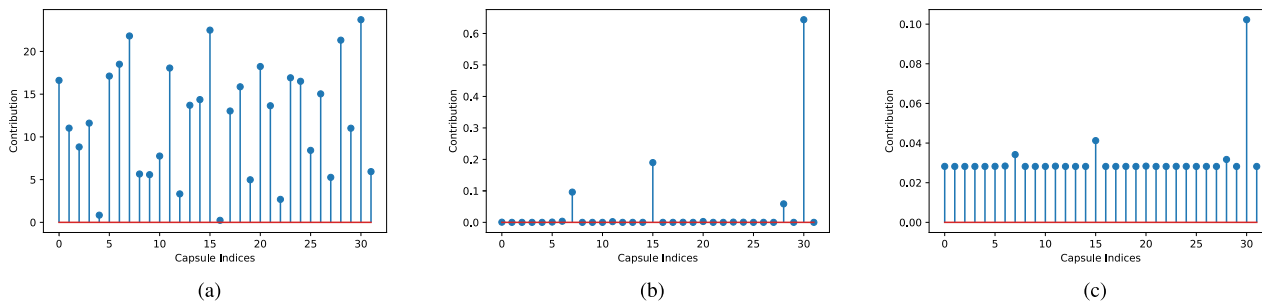 20
15
10
5
0
Contribution
0 5 10 15 20 25 30
Capsule Indices
(a)
0.6
0.5
0.4
0.3
0.2
0.1
0.0
Contribution
0 5 10 15 20 25 30
Capsule Indices
(b)
0.10
0.08
0.06
0.04
0.02
0.00
Contribution
0 5 10 15 20 25 30
Capsule Indices
(c)